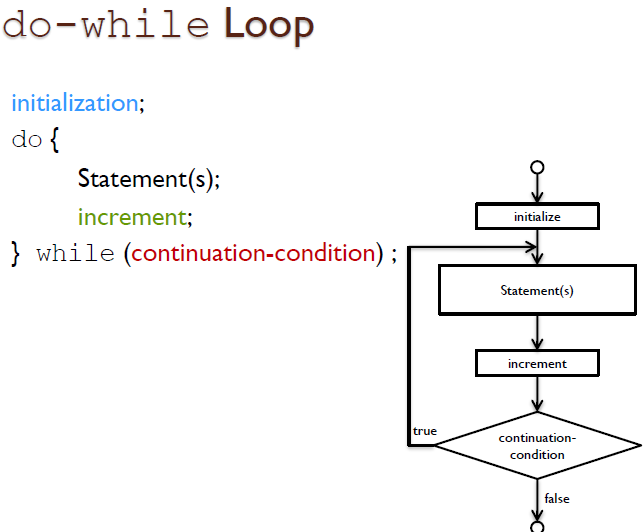 do-while Loop
initialization;
do {
Statement(s);
increment;
} while (continuation-condition) ;
initialize
Statement(s)
increment
true
continuation-
condition
false